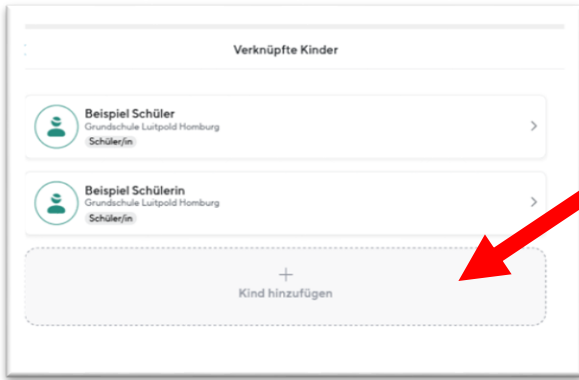 Verknüpfte Kinder
Beispiel Schüler
Grundschule Luitpold Homburg
Schüler/in
Beispiel Schülerin
Grundschule Luitpold Homburg
Schüler/in
+
Kind hinzufügen